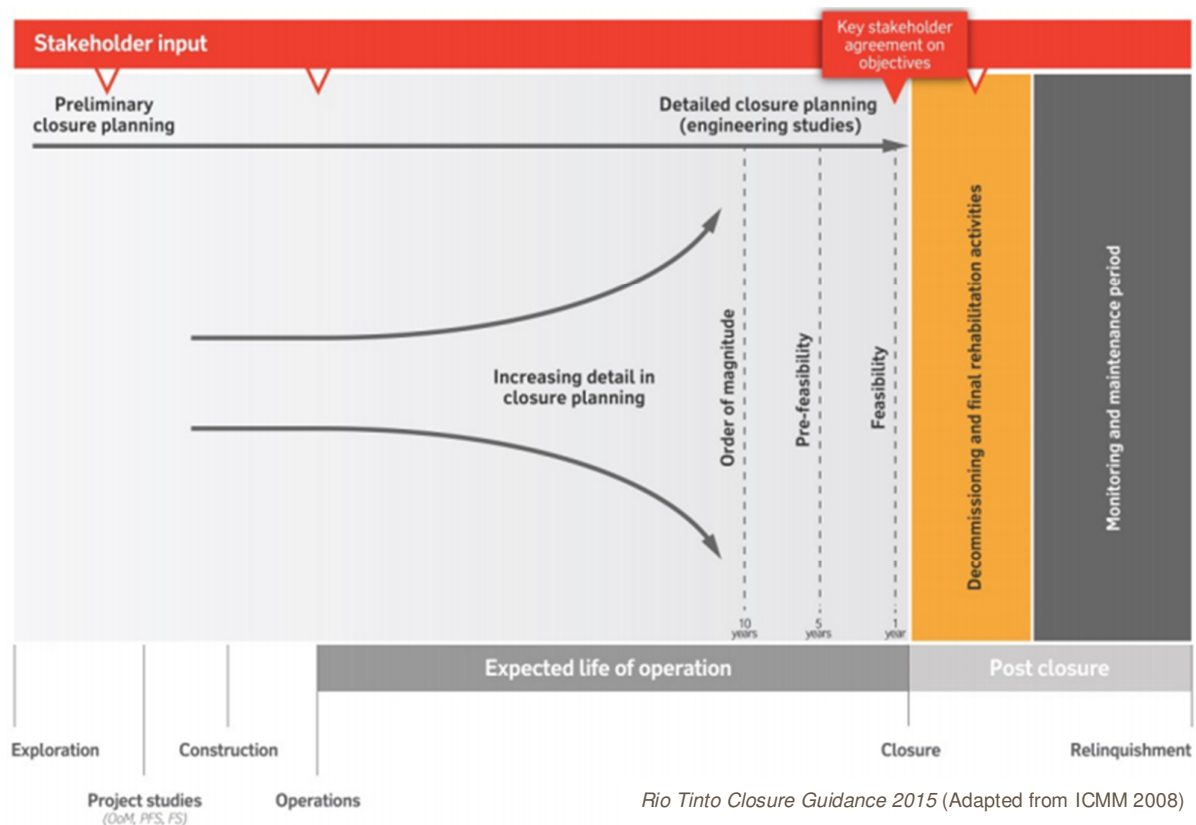 Stakeholder input
Key stakeholder
agreement on
objectives
Preliminary
closure planning
Detailed closure planning
(engineering studies)
Increasing detail in
closure planning
Order of magnitude
Pre-feasibility
Feasibility
10
years
5
years
1
year
Decommissioning and final rehabilitation activities
Monitoring and maintenance period
Expected life of operation
Post closure
Exploration
Construction
Closure
Relinquishment
Project studies
(OoM, PFS, FS)
Operations
Rio Tinto Closure Guidance 2015 (Adapted from ICMM 2008)